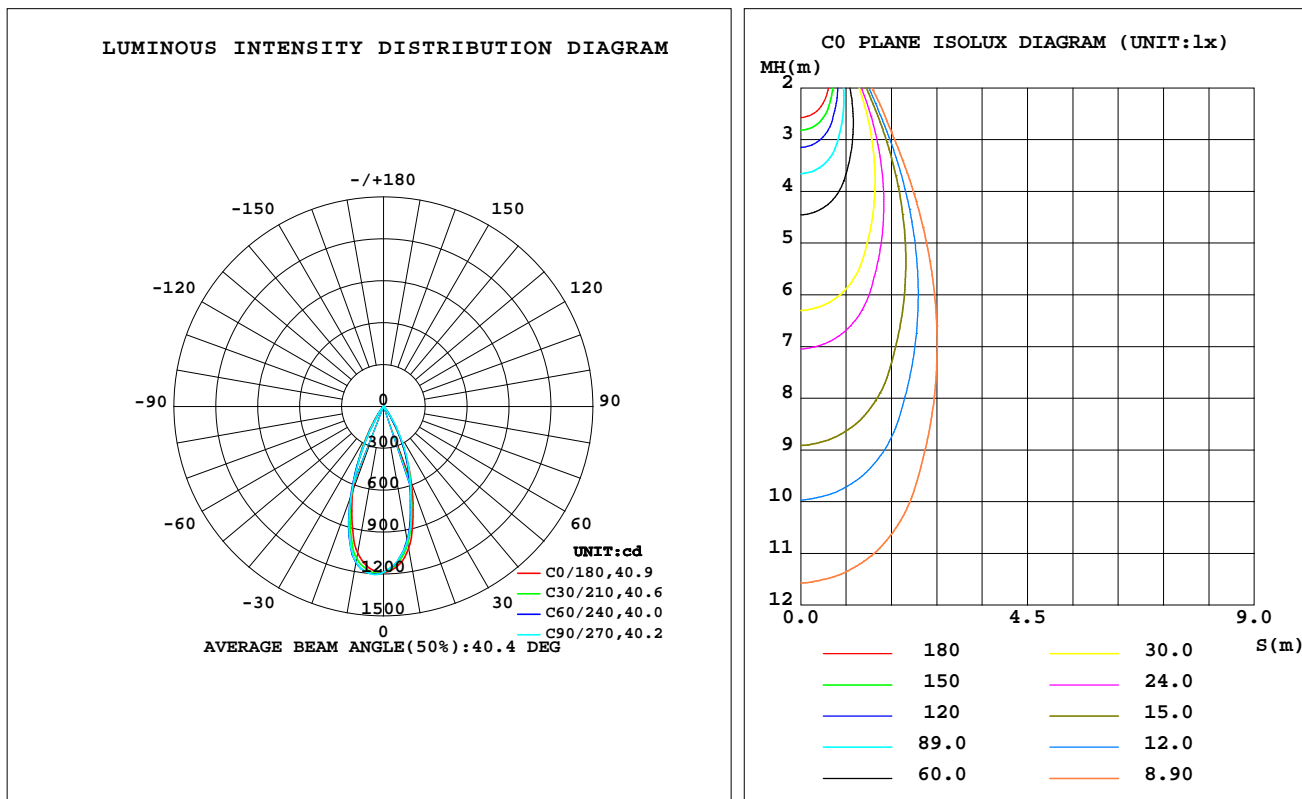 LUMINOUS INTENSITY DISTRIBUTION DIAGRAM
-/+180
-150 150
-120 120
-90 90
-60 60
-30 30
0
0
300
600
900
1200
1500
UNIT:cd
C0/180,40.9
C30/210,40.6
C60/240,40.0
C90/270,40.2
AVERAGE BEAM ANGLE(50%):40.4 DEG
C0 PLANE ISOLUX DIAGRAM (UNIT:lx)
MH(m)
2
3
4
5
6
7
8
9
10
11
12
0.0 4.5 9.0
S(m)
180 30.0
150 24.0
120 15.0
89.0 12.0
60.0 8.90